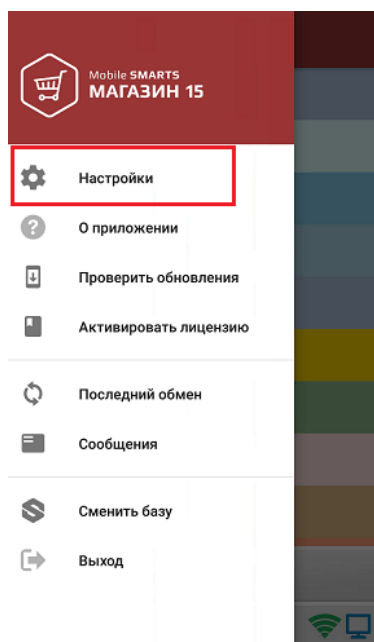 Mobile SMARTS
МАГАЗИН 15
Настройки
О приложении
Проверить обновления
Активировать лицензию
Последний обмен
Сообщения
Сменить базу
Выход